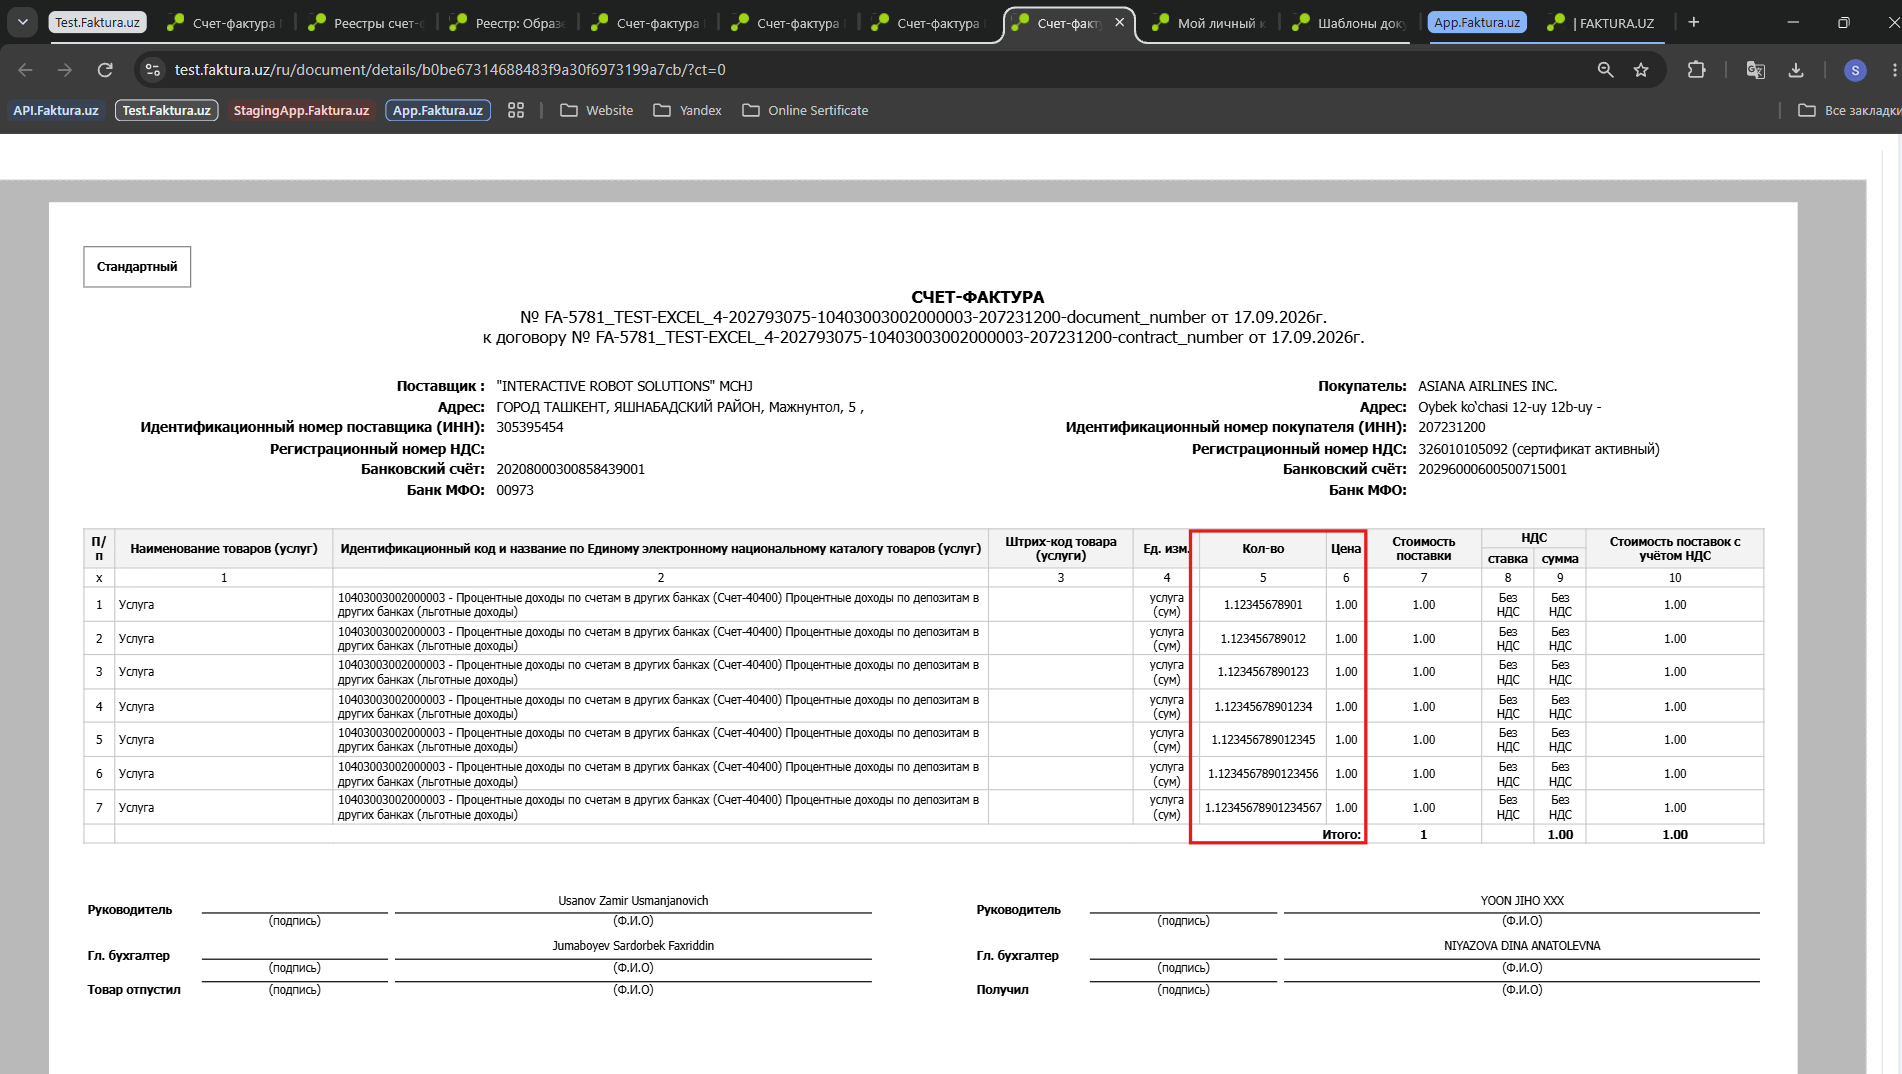 Test.Faktura.uz
Счет-фактура
Реестры счет-
Реестр: Образ
Счет-фактура
Счет-фактура
Счет-фактура
Счет-факту
Мой личный к
Шаблоны доку
App.Faktura.uz
| FAKTURA.UZ
test.faktura.uz/ru/document/details/b0be67314688483f9a30f6973199a7cb/?ct=0
S
API.Faktura.uz
Test.Faktura.uz
StagingApp.Faktura.uz
App.Faktura.uz
Website
Yandex
Online Sertificate
Все закладки
Стандартный
СЧЕТ-ФАКТУРА
№ FA-5781_TEST-EXCEL_4-202793075-10403003002000003-207231200-document_number от 17.09.2026г.
к договору № FA-5781_TEST-EXCEL_4-202793075-10403003002000003-207231200-contract_number от 17.09.2026г.
Поставщик : "INTERACTIVE ROBOT SOLUTIONS" MCHJ
Адрес: ГОРОД ТАШКЕНТ, ЯШНАБАДСКИЙ РАЙОН, Мажнунтол, 5 ,
Идентификационный номер поставщика (ИНН): 305395454
Регистрационный номер НДС:
Банковский счёт: 20208000300858439001
Банк МФО: 00973
Покупатель: ASIANA AIRLINES INC.
Адрес: Oybek ko‘chasi 12-uy 12b-uy -
Идентификационный номер покупателя (ИНН): 207231200
Регистрационный номер НДС: 326010105092 (сертификат активный)
Банковский счёт: 20296000600500715001
Банк МФО:
П/п Наименование товаров (услуг) Идентификационный код и название по Единому электронному национальному каталогу товаров (услуг) Штрих-код товара (услуги) Ед. изм. Кол-во Цена Стоимость поставки НДС ставка сумма Стоимость поставок с учётом НДС
x 1 2 3 4 5 6 7 8 9 10
1 Услуга 10403003002000003 - Процентные доходы по счетам в других банках (Счет-40400) Процентные доходы по депозитам в других банках (льготные доходы) услуга (сум) 1.12345678901 1.00 1.00 Без НДС Без НДС 1.00
2 Услуга 10403003002000003 - Процентные доходы по счетам в других банках (Счет-40400) Процентные доходы по депозитам в других банках (льготные доходы) услуга (сум) 1.123456789012 1.00 1.00 Без НДС Без НДС 1.00
3 Услуга 10403003002000003 - Процентные доходы по счетам в других банках (Счет-40400) Процентные доходы по депозитам в других банках (льготные доходы) услуга (сум) 1.1234567890123 1.00 1.00 Без НДС Без НДС 1.00
4 Услуга 10403003002000003 - Процентные доходы по счетам в других банках (Счет-40400) Процентные доходы по депозитам в других банках (льготные доходы) услуга (сум) 1.12345678901234 1.00 1.00 Без НДС Без НДС 1.00
5 Услуга 10403003002000003 - Процентные доходы по счетам в других банках (Счет-40400) Процентные доходы по депозитам в других банках (льготные доходы) услуга (сум) 1.123456789012345 1.00 1.00 Без НДС Без НДС 1.00
6 Услуга 10403003002000003 - Процентные доходы по счетам в других банках (Счет-40400) Процентные доходы по депозитам в других банках (льготные доходы) услуга (сум) 1.1234567890123456 1.00 1.00 Без НДС Без НДС 1.00
7 Услуга 10403003002000003 - Процентные доходы по счетам в других банках (Счет-40400) Процентные доходы по депозитам в других банках (льготные доходы) услуга (сум) 1.12345678901234567 1.00 1.00 Без НДС Без НДС 1.00
Итого: 1 1.00 1.00
Usanov Zamir Usmanjanovich
Руководитель (подпись) (Ф.И.О)
Jumaboyev Sardorbek Faxriddin
Гл. бухгалтер (подпись) (Ф.И.О)
Товар отпустил (подпись) (Ф.И.О)
YOON JIHO XXX
Руководитель (подпись) (Ф.И.О)
NIYAZOVA DINA ANATOLEVNA
Гл. бухгалтер (подпись) (Ф.И.О)
Получил (подпись) (Ф.И.О)